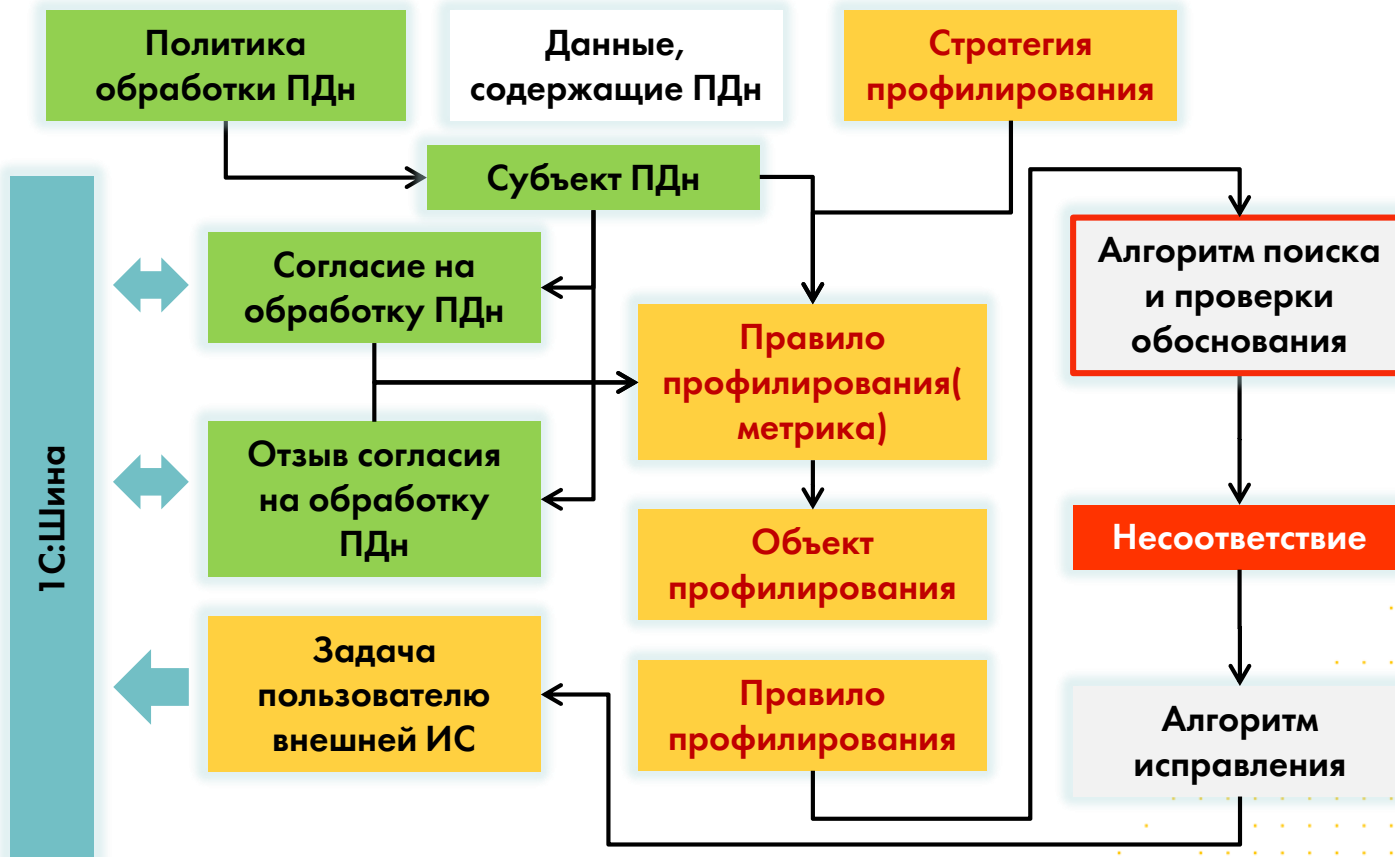 Политика
обработки ПДн
Данные,
содержащие ПДн
Стратегия
профилирования
Субъект ПДн
1С:Шина
Согласие на
обработку ПДн
Алгоритм поиска
и проверки
обоснования
Правило
профилирования(
метрика)
Отзыв согласия
на обработку
ПДн
Объект
профилирования
Несоответствие
Задача
пользователю
внешней ИС
Правило
профилирования
Алгоритм
исправления